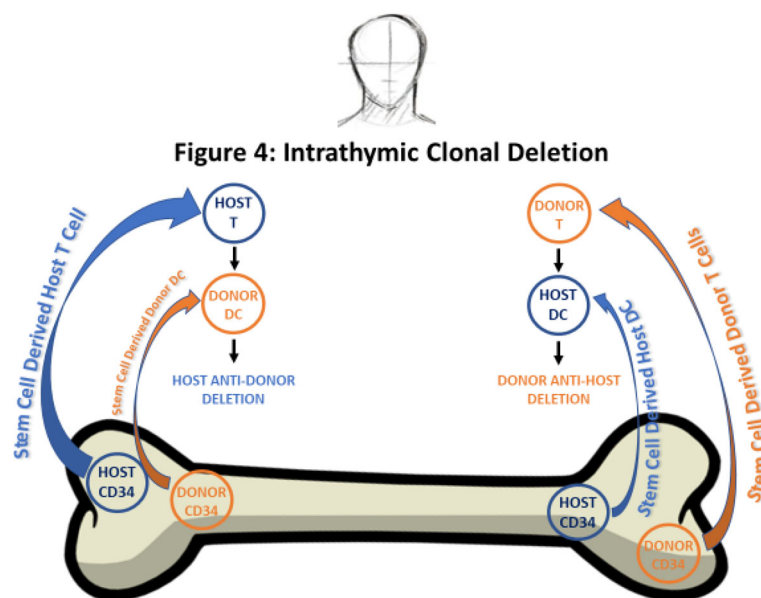 Figure 4: Intrathymic Clonal Deletion
HOST
T
DONOR
T
Stem Cell Derived Host T Cell
Stem Cell Derived Donor DC
DONOR
DC
HOST
DC
Stem Cell Derived Host DC
Stem Cell Derived Donor T Cells
HOST ANTI-DONOR
DELETION
DONOR ANTI-HOST
DELETION
HOST
CD34
DONOR
CD34
HOST
CD34
DONOR
CD34